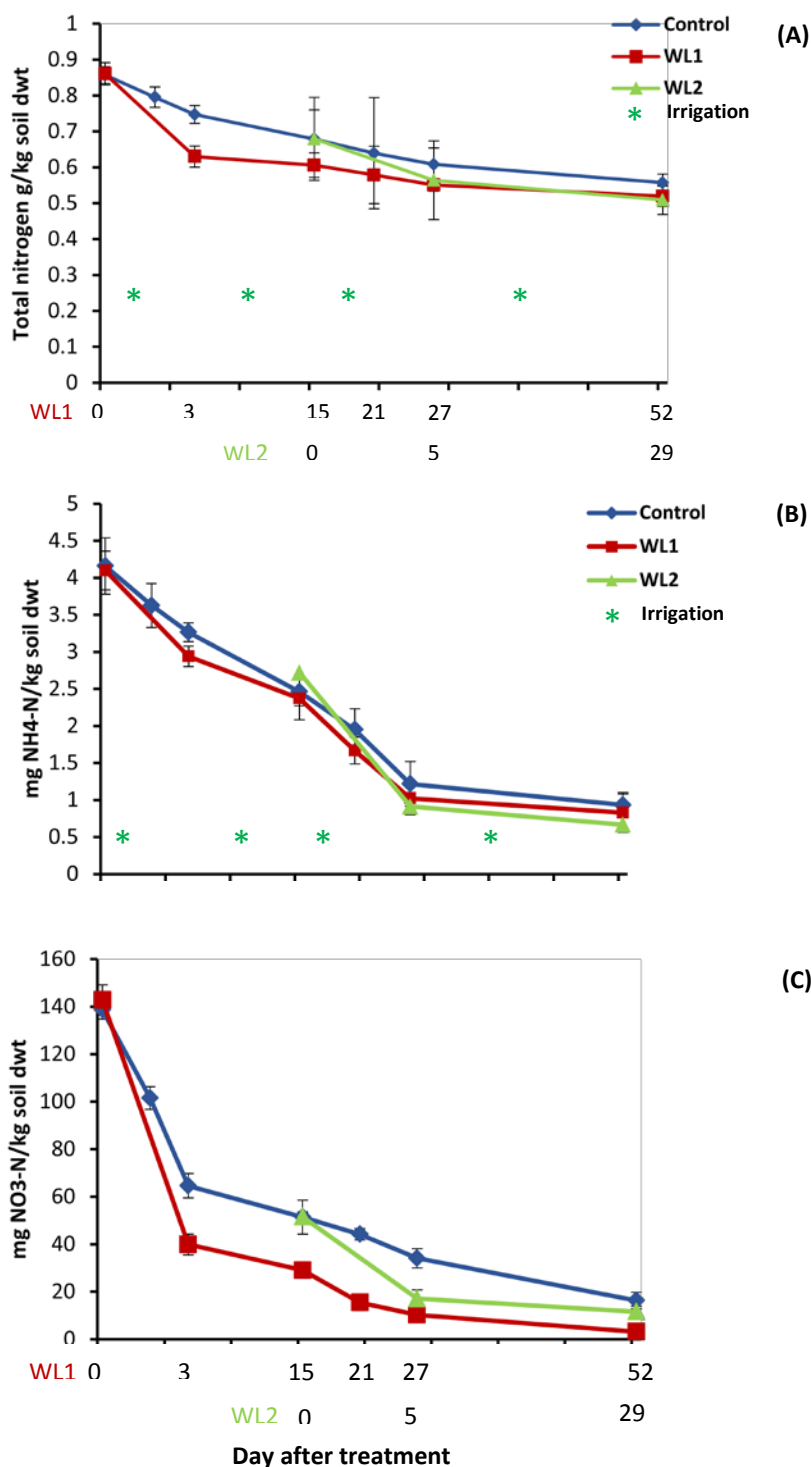 (A)
Total nitrogen g/kg soil dwt
1
0.9
0.8
0.7
0.6
0.5
0.4
0.3
0.2
0.1
0
Control
WL1
WL2
* Irrigation
* * * *
WL1 0 3 15 21 27 52
WL2 0 5 29
(B)
mg NH4-N/kg soil dwt
5
4.5
4
3.5
3
2.5
2
1.5
1
0.5
0
Control
WL1
WL2
* Irrigation
* * * *
(C)
mg NO3-N/kg soil dwt
160
140
120
100
80
60
40
20
0
WL1 0 3 15 21 27 52
WL2 0 5 29
Day after treatment